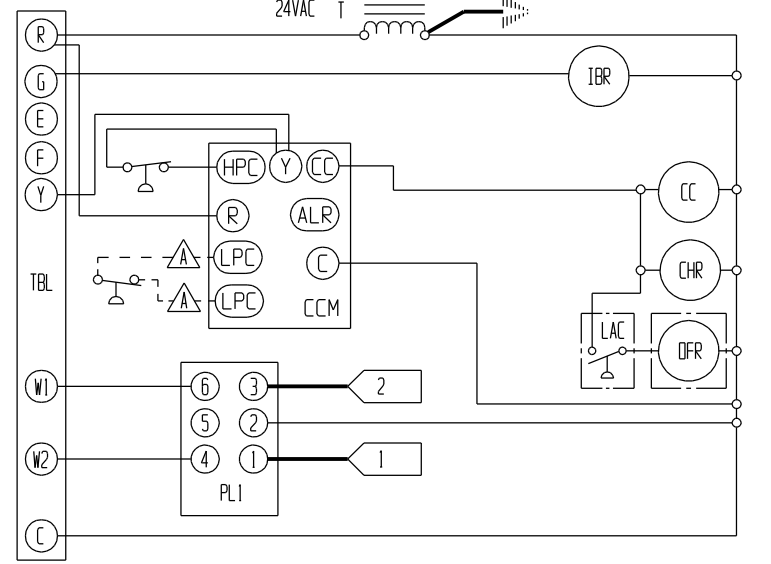 24VAC T
R
G IBR
E
F
HPC Y CC
Y CC
R ALR
A LPC
C CHR
TBL
A LPC CCM
LAC
OFR
W1 6 3 2
5 2
W2 4 1 1
PL1
C